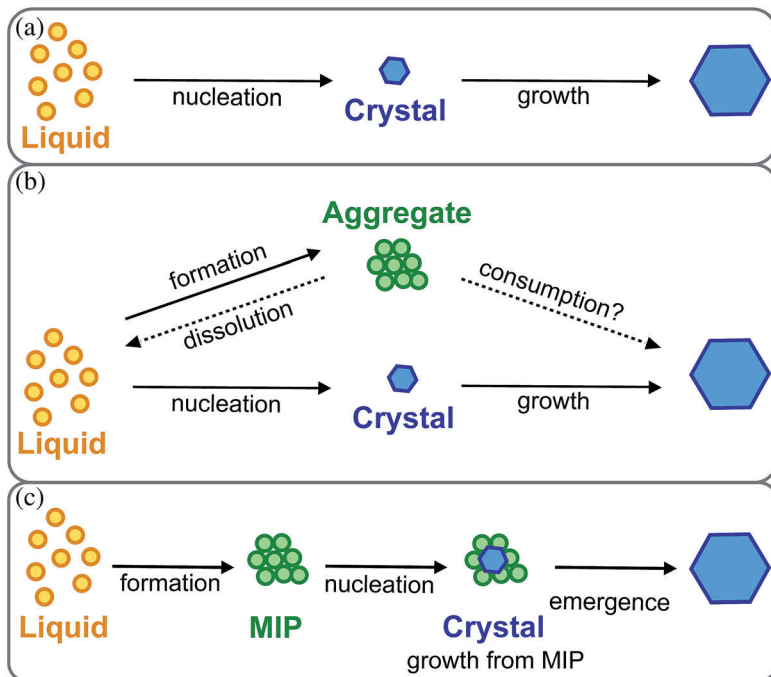 (a)
nucleation
growth
Crystal
Liquid
(b)
Aggregate
formation
dissolution
consumption?
nucleation
growth
Crystal
Liquid
(c)
formation
nucleation
emergence
Liquid
MIP
Crystal
growth from MIP